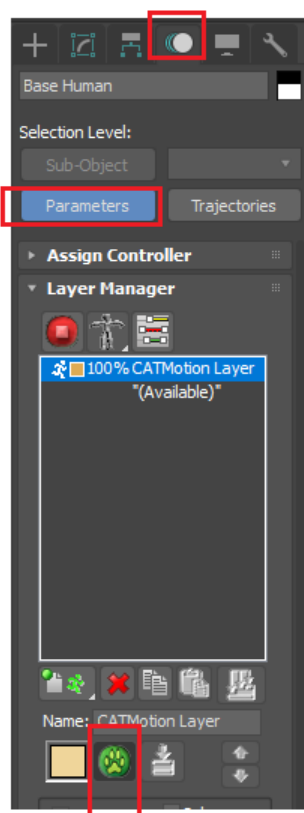 Base Human
Selection Level:
Sub-Object
Parameters Trajectories
Assign Controller
Layer Manager
100% CATMotion Layer
"(Available)"
Name: CATMotion Layer